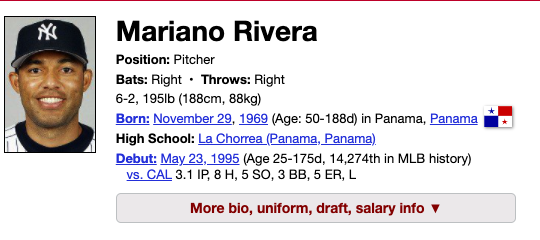 Mariano Rivera
Position: Pitcher
Bats: Right • Throws: Right
6-2, 195lb (188cm, 88kg)
Born: November 29, 1969 (Age: 50-188d) in Panama, Panama
High School: La Chorrea (Panama, Panama)
Debut: May 23, 1995 (Age 25-175d, 14,274th in MLB history)
vs. CAL 3.1 IP, 8 H, 5 SO, 3 BB, 5 ER, L
More bio, uniform, draft, salary info ▼